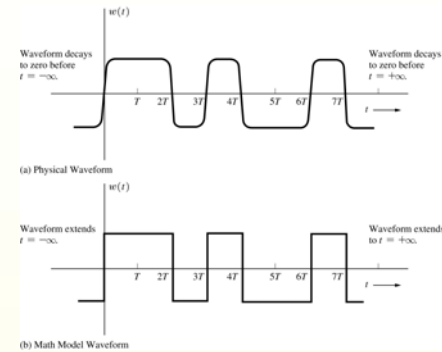 w(t)
Waveform decays
to zero before
t = −∞.
Waveform decays
to zero before
t = +∞.
T 2T 3T 4T 5T 6T 7T t
(a) Physical Waveform
w(t)
Waveform extends
t = −∞.
Waveform extends
to t = +∞.
T 2T 3T 4T 5T 6T 7T t
(b) Math Model Waveform